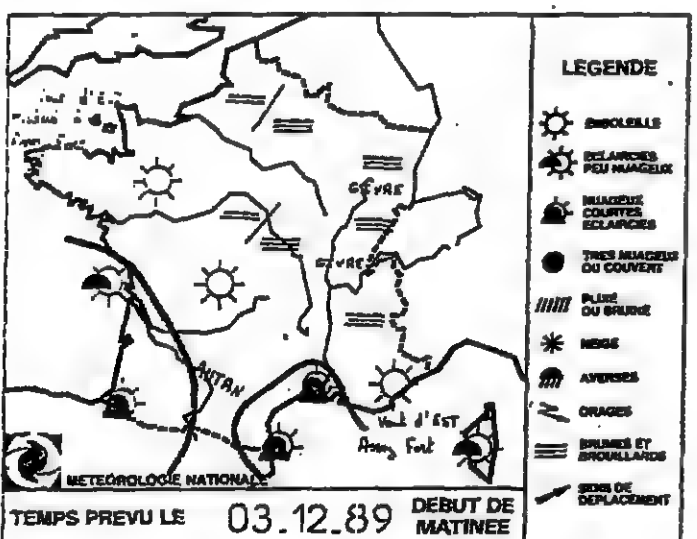 LEGENDE
ENSOLEILLE
ECLAIRCIES
PEU NUAGEUX
NUAGEUX
COURTES
ECLAIRCIES
TRES NUAGEUX
OU COUVERT
PLUIE
OU BRUINE
NEIGE
AVERSES
ORAGES
BRUMES ET
BROUILLARDS
SENS DE
DEPLACEMENT
Vent d'E
GIVRE
GIVRE
AUTAN
Vent d'EST
Assez Fort
METEOROLOGIE NATIONALE
TEMPS PREVU LE 03.12.89 DEBUT DE
MATINEE